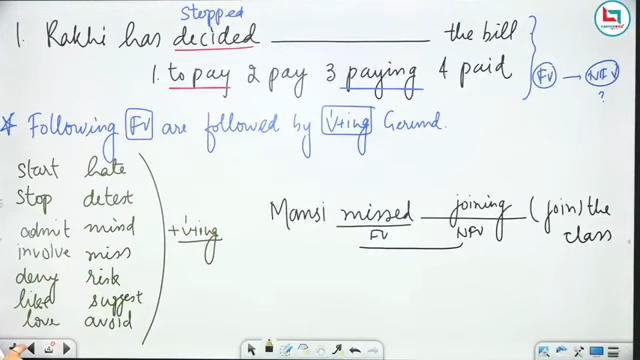 stopped
1. Rakhi has decided ____________ the bill
1. to pay 2 pay 3 paying 4 paid
FV → NFV
?
* Following FV are followed by V+ing Gerund.
start hate
stop detest
admit mind
involve miss
deny risk
like suggest
love avoid
+V+ing
Mansi missed joining (join) the class
FV NFV